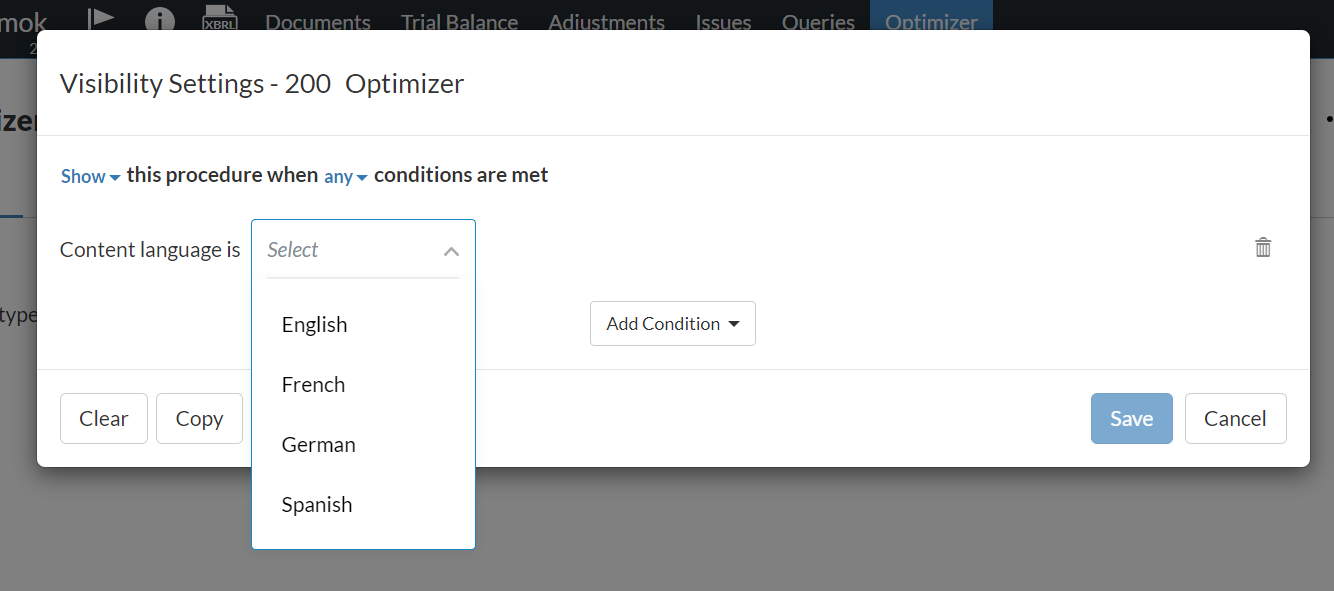 mok XBRL Documents Trial Balance Adjustments Issues Queries Optimizer
2
Visibility Settings - 200 Optimizer
Show this procedure when any conditions are met
Content language is Select
English
Add Condition
type
French
Clear Copy Save Cancel
German
Spanish